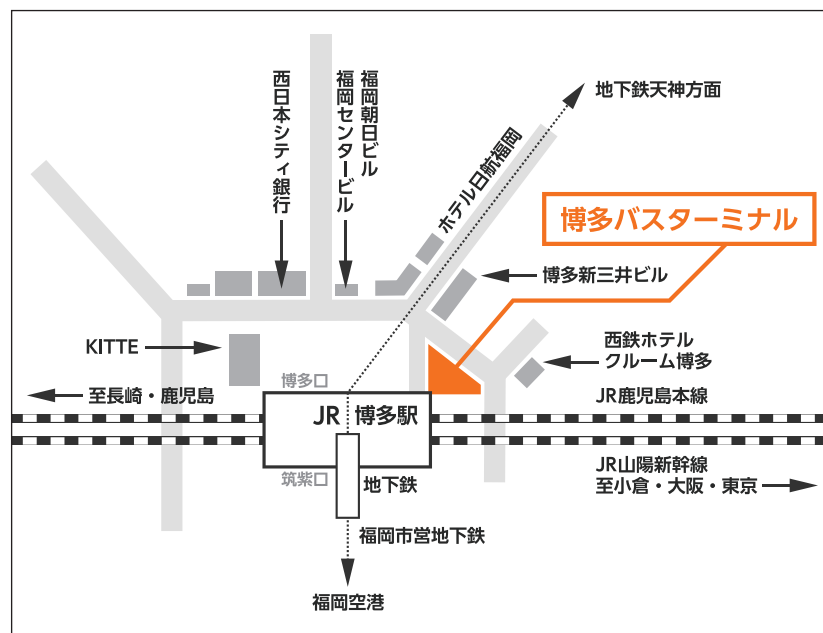 西日本シティ銀行
福岡センタービル
福岡朝日ビル
ホテル日航福岡
地下鉄天神方面
博多バスターミナル
博多新三井ビル
KITTE
西鉄ホテル
クルーム博多
博多口
至長崎・鹿児島
JR鹿児島本線
JR 博多駅
筑紫口
地下鉄
JR山陽新幹線
至小倉・大阪・東京
福岡市営地下鉄
福岡空港